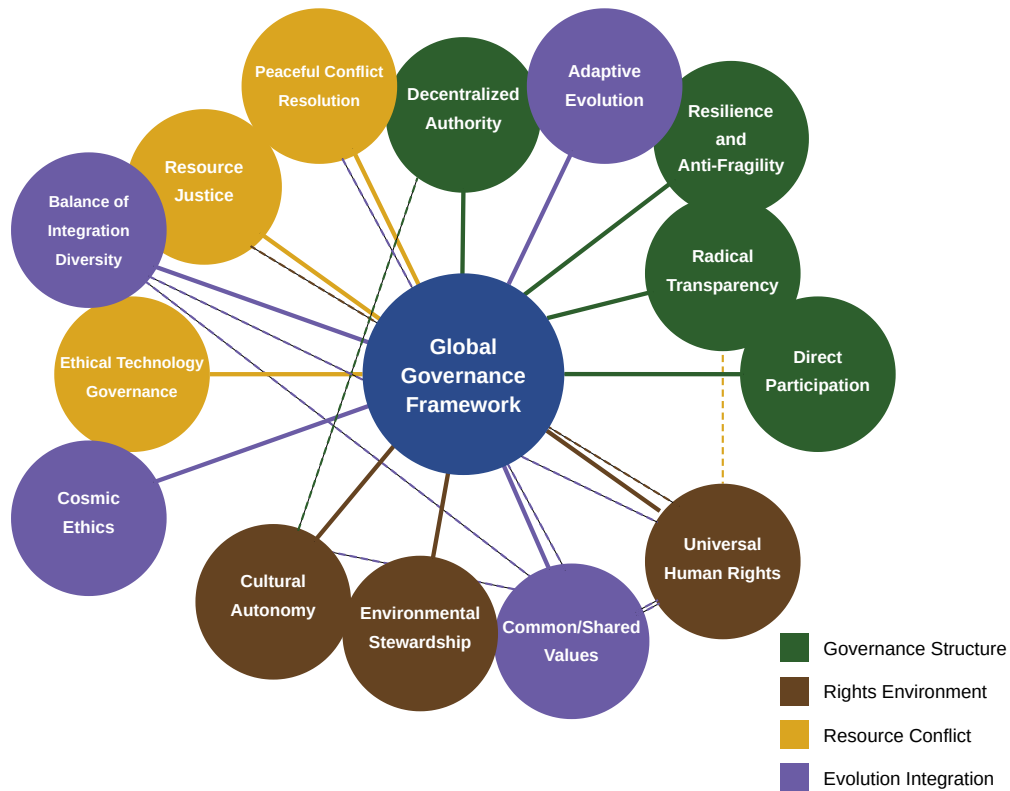 Peaceful Conflict
Resolution
Decentralized
Authority
Adaptive
Evolution
Resilience
and
Anti-Fragility
Resource
Justice
Balance of
Integration
Diversity
Radical
Transparency
Global
Governance
Framework
Ethical Technology
Governance
Direct
Participation
Cosmic
Ethics
Cultural
Autonomy
Environmental
Stewardship
Common/Shared
Values
Universal
Human Rights
Governance Structure
Rights Environment
Resource Conflict
Evolution Integration